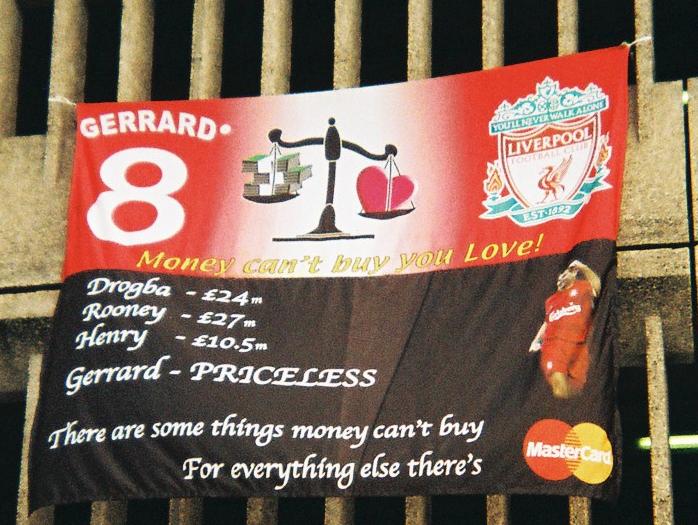 GERRARD
8
YOU'LL NEVER WALK ALONE
LIVERPOOL
FOOTBALL CLUB
EST·1892
Money can't buy you Love!
Drogba - £24m
Rooney - £27m
Henry - £10.5m
Gerrard - PRICELESS
Carlsberg
There are some things money can't buy
For everything else there's
MasterCard